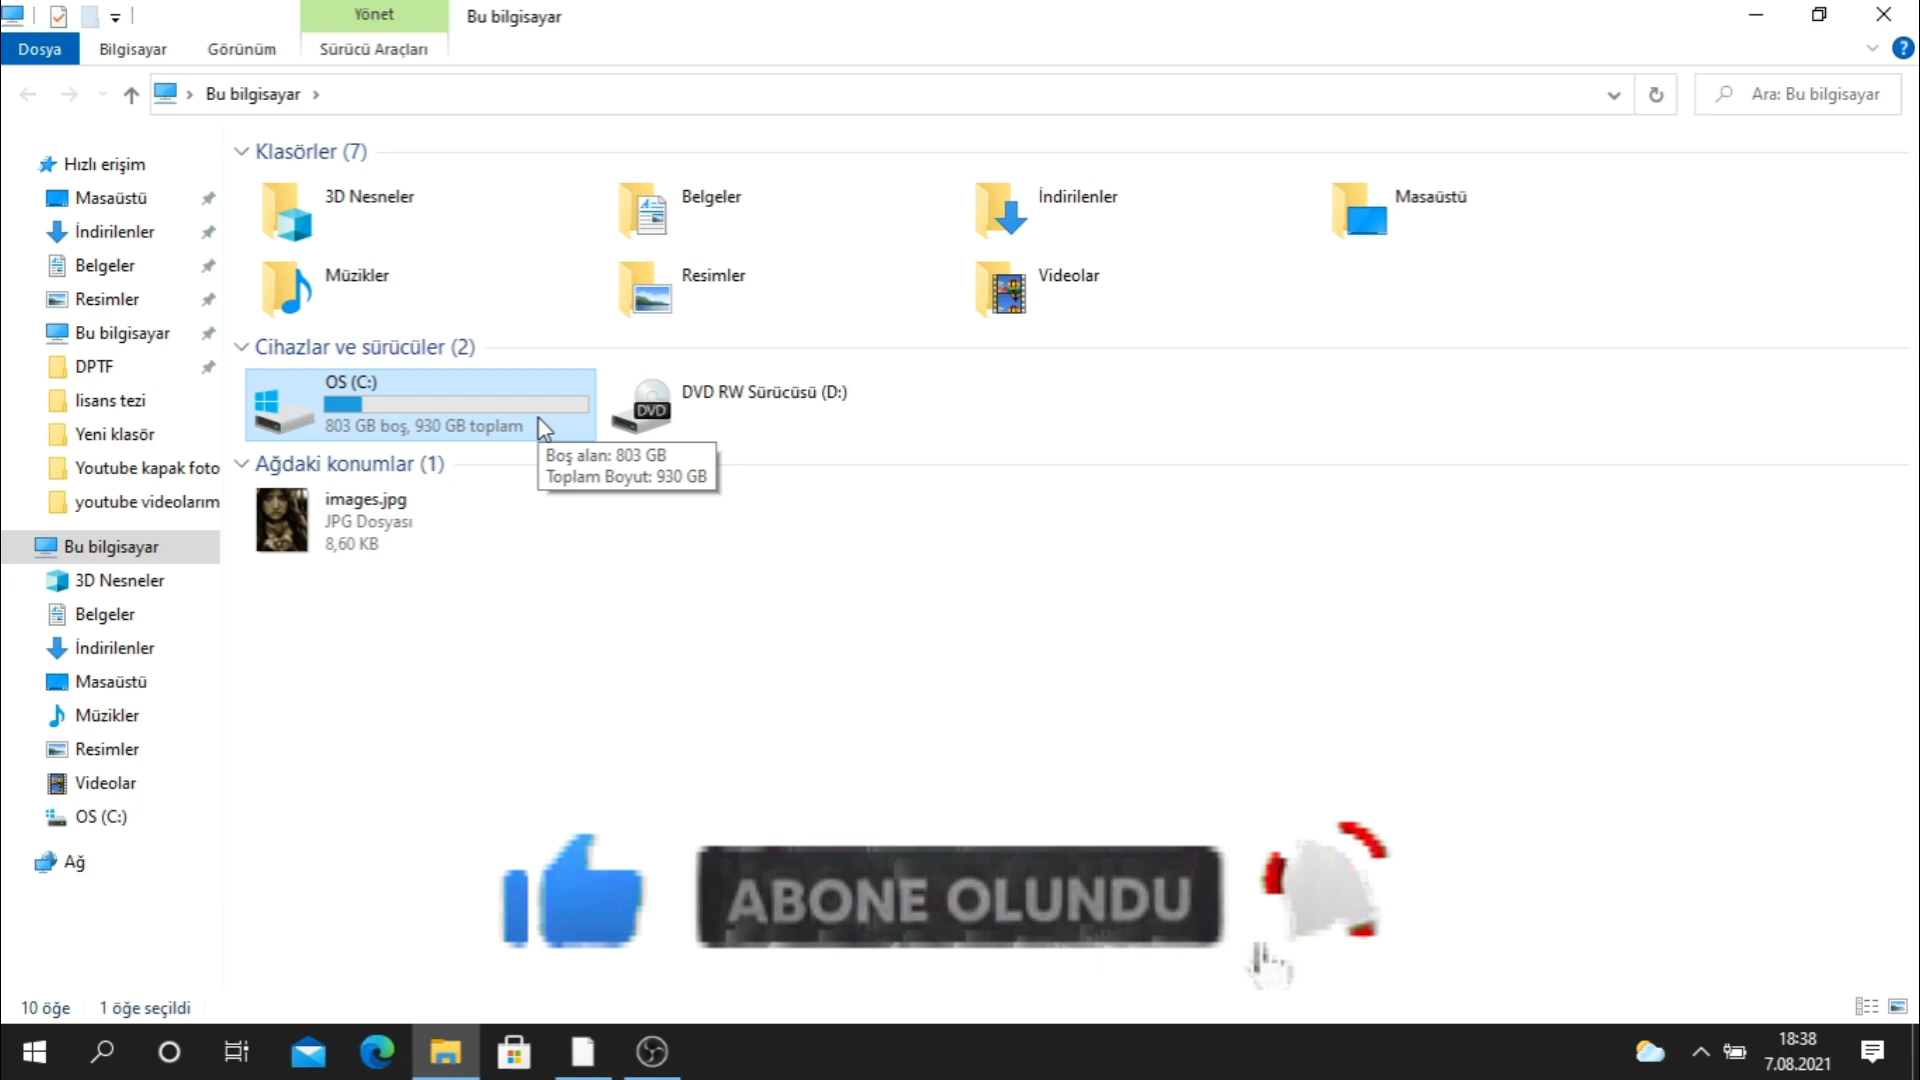 Yönet
Bu bilgisayar
Dosya
Bilgisayar
Görünüm
Sürücü Araçları
?
Bu bilgisayar
Ara: Bu bilgisayar
Hızlı erişim
Masaüstü
İndirilenler
Belgeler
Resimler
Bu bilgisayar
DPTF
lisans tezi
Yeni klasör
Youtube kapak foto
youtube videolarım
Bu bilgisayar
3D Nesneler
Belgeler
İndirilenler
Masaüstü
Müzikler
Resimler
Videolar
OS (C:)
Ağ
Klasörler (7)
3D Nesneler
Belgeler
İndirilenler
Masaüstü
Müzikler
Resimler
Videolar
Cihazlar ve sürücüler (2)
OS (C:)
803 GB boş, 930 GB toplam
DVD
DVD RW Sürücüsü (D:)
Boş alan: 803 GB
Toplam Boyut: 930 GB
Ağdaki konumlar (1)
images.jpg
JPG Dosyası
8,60 KB
ABONE OLUNDU
10 öğe
1 öğe seçildi
18:38
7.08.2021